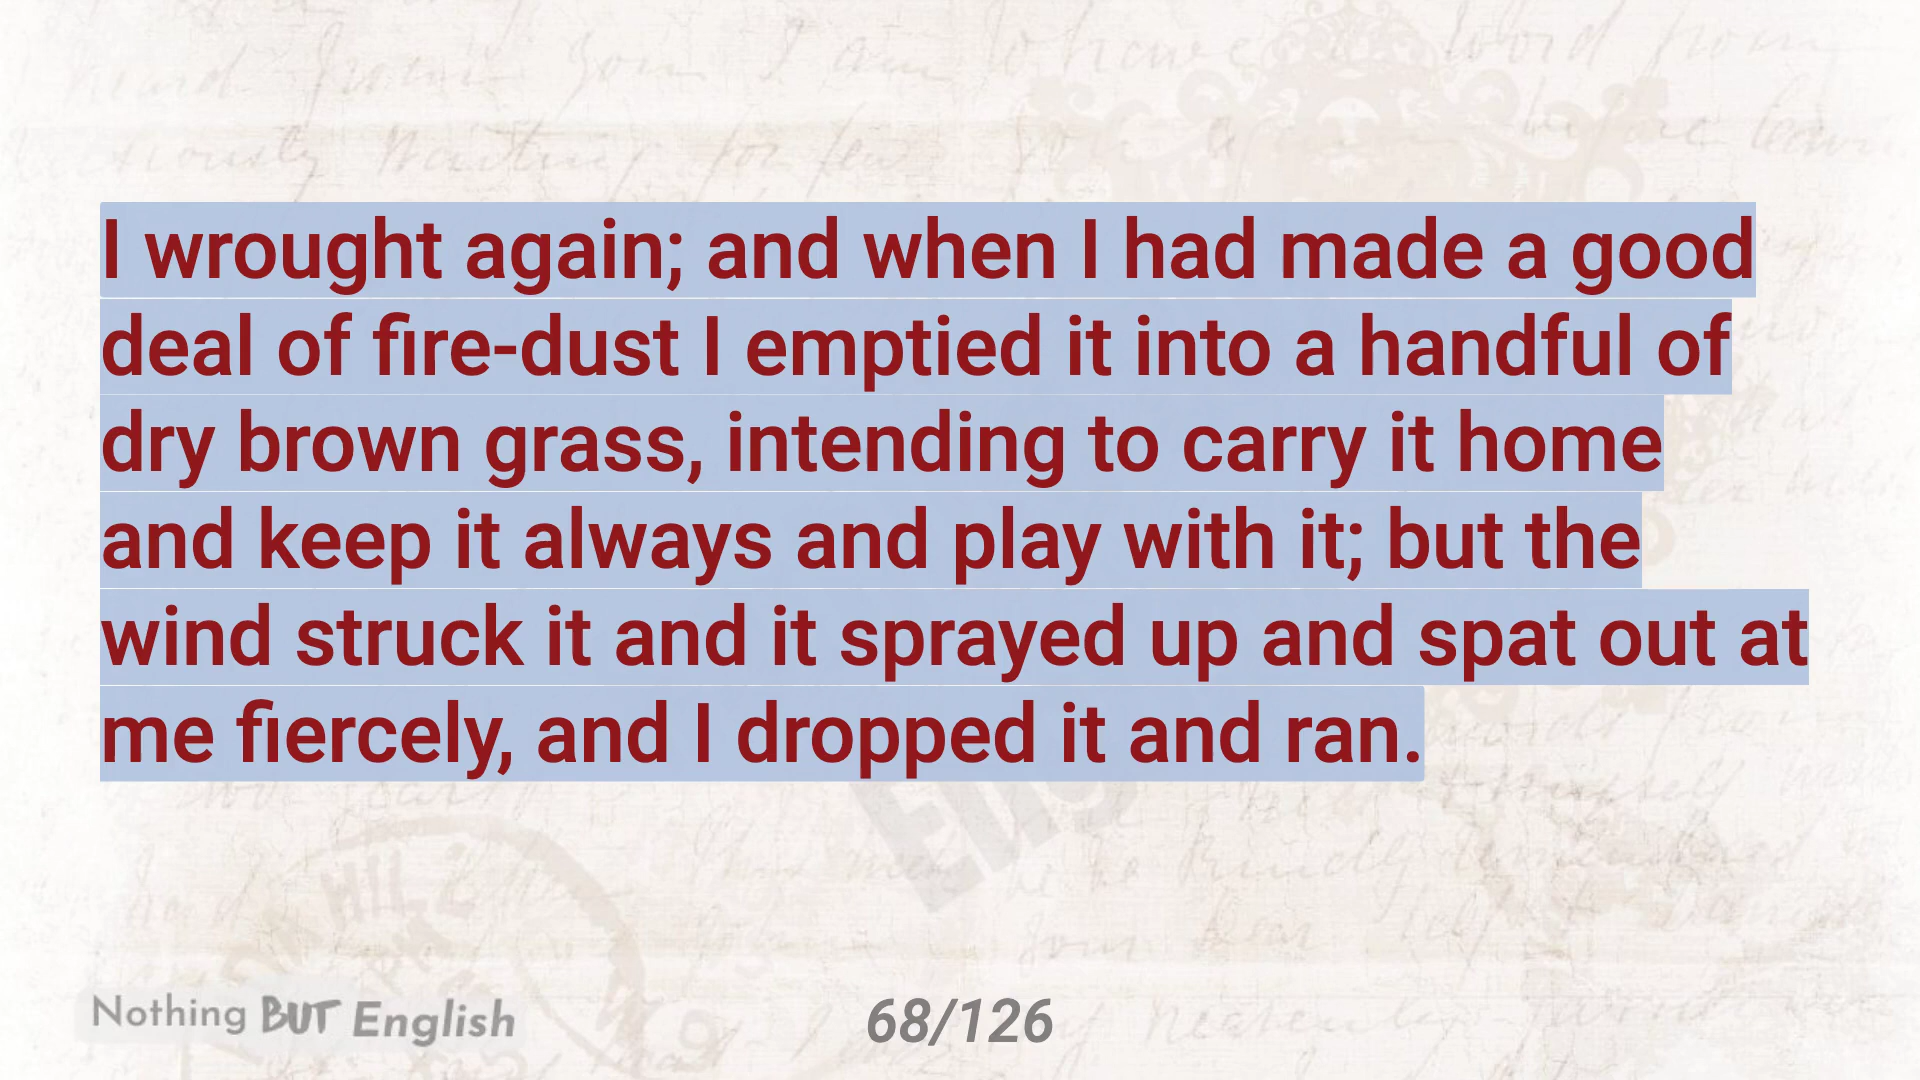 I wrought again; and when I had made a good
deal of fire-dust I emptied it into a handful of
dry brown grass, intending to carry it home
and keep it always and play with it; but the
wind struck it and it sprayed up and spat out at
me fiercely, and I dropped it and ran.
Nothing BUT English
68/126